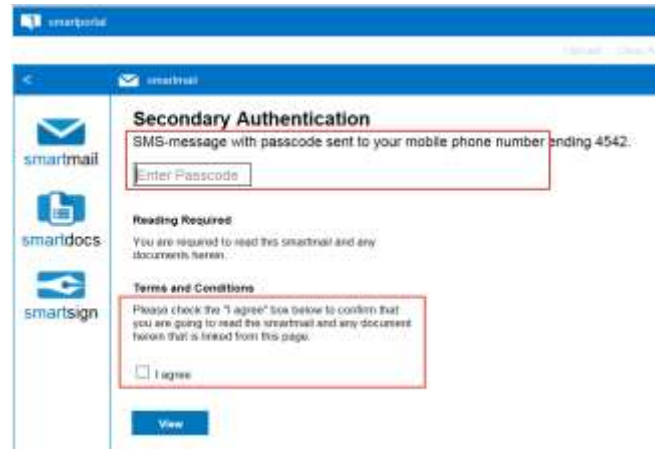 smartportal
<
smartmail
smartmail
smartdocs
smartsign
Secondary Authentication
SMS-message with passcode sent to your mobile phone number ending 4542.
Enter Passcode
Reading Required
You are required to read this smartmail and any
documents herein.
Terms and Conditions
Please check the "I agree" box below to confirm that
you are going to read the smartmail and any document
herein that is linked from this page.
I agree
View